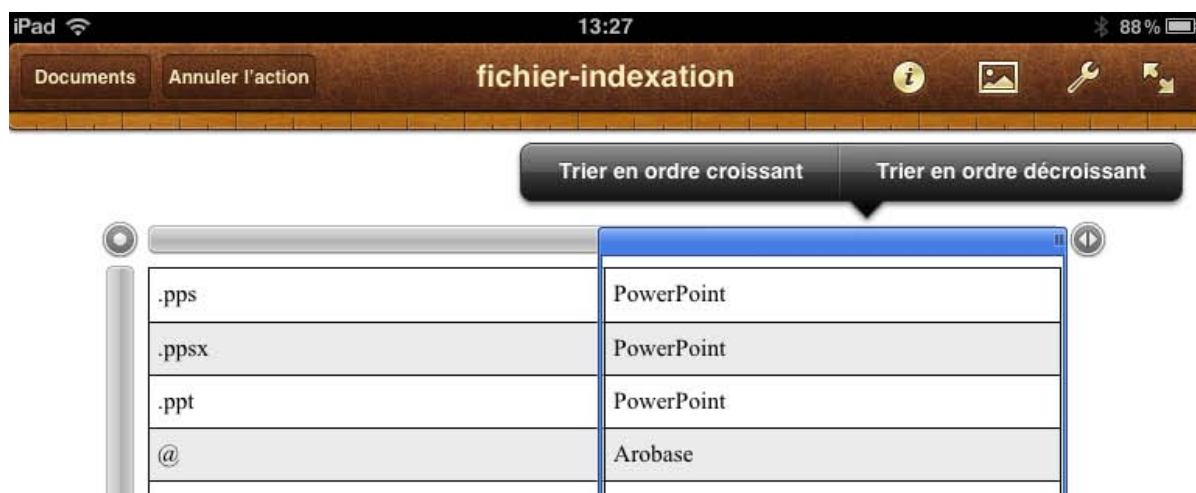 iPad 13:27 88 %
Documents Annuler l'action fichier-indexation
Trier en ordre croissant Trier en ordre décroissant
.pps PowerPoint
.ppsx PowerPoint
.ppt PowerPoint
@ Arobase